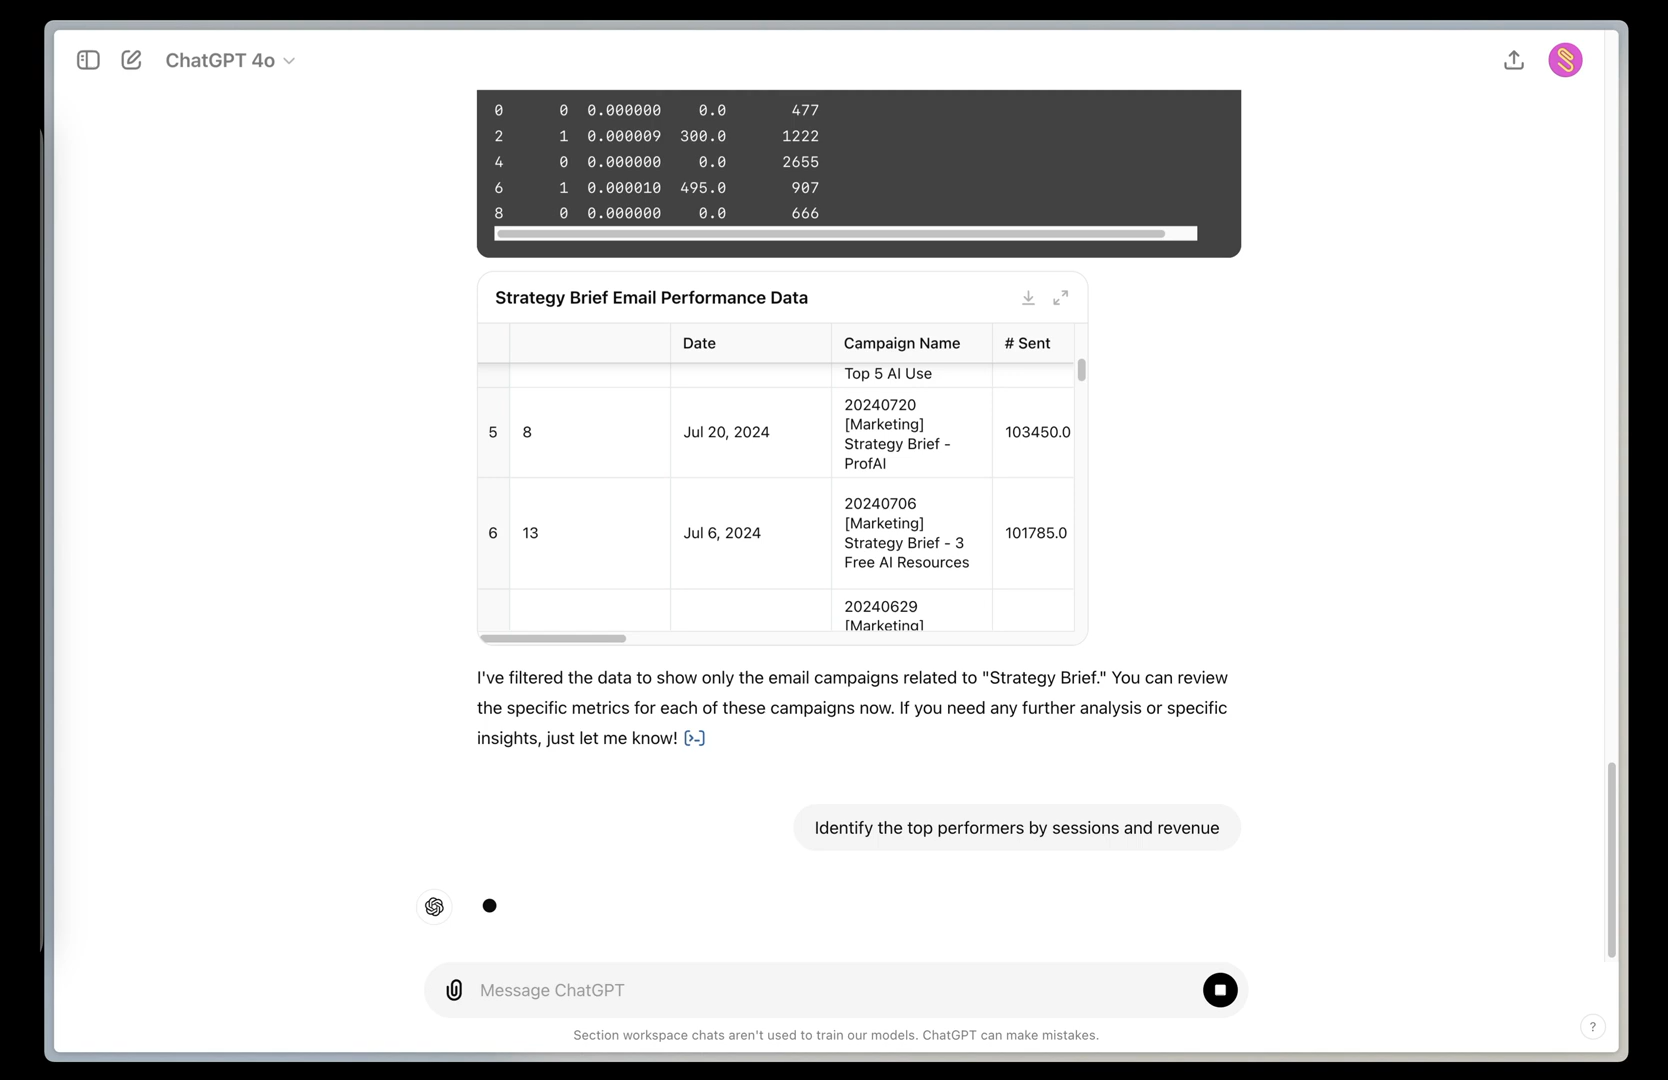 ChatGPT 4o
0 0 0.000000 0.0 477
2 1 0.000009 300.0 1222
4 0 0.000000 0.0 2655
6 1 0.000010 495.0 907
8 0 0.000000 0.0 666
Strategy Brief Email Performance Data
Date Campaign Name # Sent
Top 5 AI Use
5 8 Jul 20, 2024 20240720
[Marketing]
Strategy Brief -
ProfAI
103450.0
6 13 Jul 6, 2024 20240706
[Marketing]
Strategy Brief - 3
Free AI Resources
101785.0
20240629
[Marketing]
I've filtered the data to show only the email campaigns related to "Strategy Brief." You can review
the specific metrics for each of these campaigns now. If you need any further analysis or specific
insights, just let me know! [>-]
Identify the top performers by sessions and revenue
Message ChatGPT
Section workspace chats aren't used to train our models. ChatGPT can make mistakes.
?